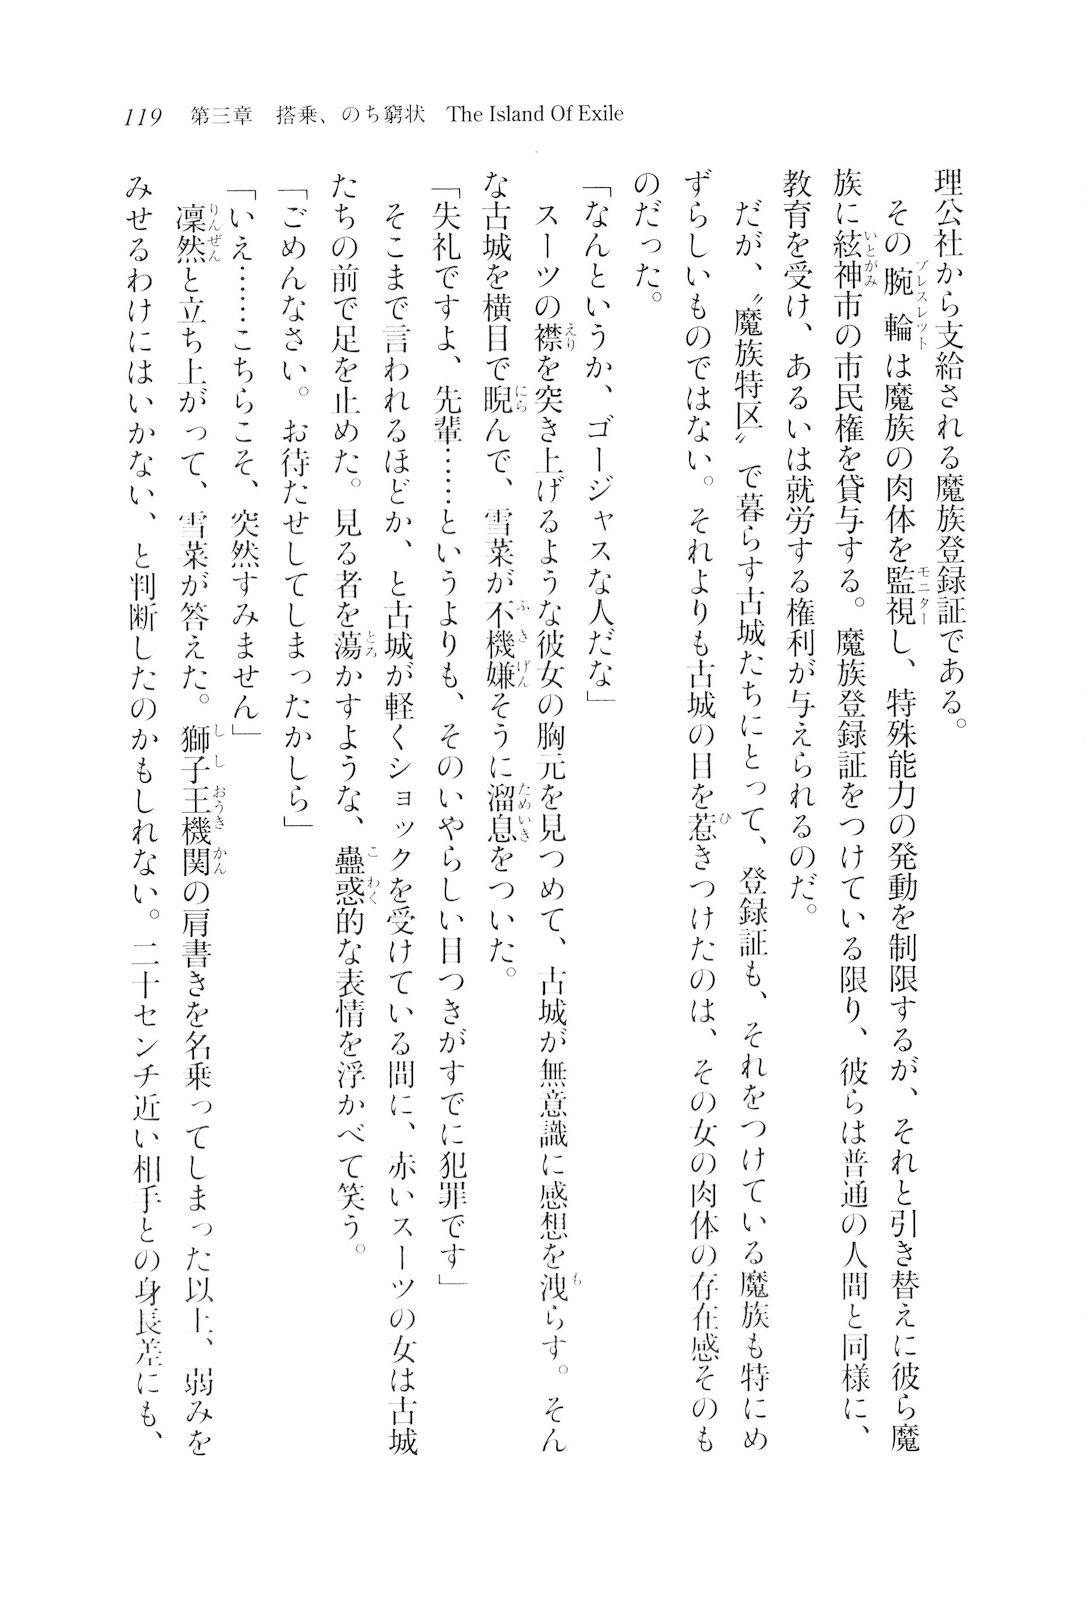 119　第三章　搭乗、のち窮状　The Island Of Exile
理公社から支給される魔族登録証である。
　その腕輪は魔族の肉体を監視し、特殊能力の発動を制限するが、それと引き替えに彼ら魔
族に絃神市の市民権を貸与する。魔族登録証をつけている限り、彼らは普通の人間と同様に、
教育を受け、あるいは就労する権利が与えられるのだ。
　だが、〝魔族特区〟で暮らす古城たちにとって、登録証も、それをつけている魔族も特にめ
ずらしいものではない。それよりも古城の目を惹きつけたのは、その女の肉体の存在感そのも
のだった。
「なんというか、ゴージャスな人だな」
　スーツの襟を突き上げるような彼女の胸元を見つめて、古城が無意識に感想を洩らす。そん
な古城を横目で睨んで、雪菜が不機嫌そうに溜息をついた。
「失礼ですよ、先輩……というよりも、そのいやらしい目つきがすでに犯罪です」
　そこまで言われるほどか、と古城が軽くショックを受けている間に、赤いスーツの女は古城
たちの前で足を止めた。見る者を蕩かすような、蠱惑的な表情を浮かべて笑う。
「ごめんなさい。お待たせしてしまったかしら」
「いえ……こちらこそ、突然すみません」
　凜然と立ち上がって、雪菜が答えた。獅子王機関の肩書きを名乗ってしまった以上、弱みを
みせるわけにはいかない、と判断したのかもしれない。二十センチ近い相手との身長差にも、